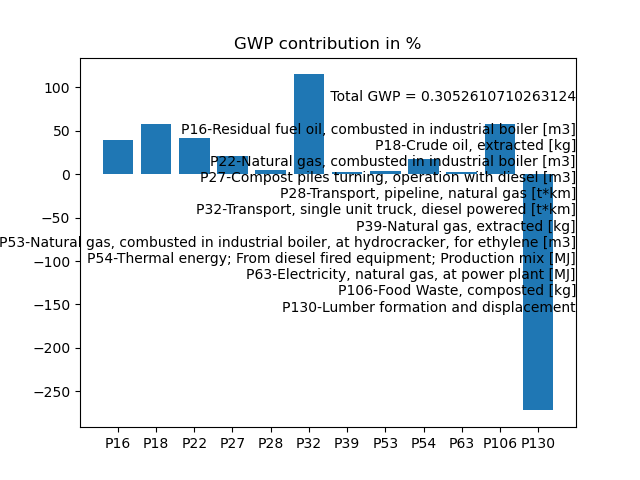 GWP contribution in %
100
Total GWP = 0.3052610710263124
50
P16-Residual fuel oil, combusted in industrial boiler [m3]
P18-Crude oil, extracted [kg]
P22-Natural gas, combusted in industrial boiler [m3]
0
P27-Compost piles turning, operation with diesel [m3]
P28-Transport, pipeline, natural gas [t*km]
−50
P32-Transport, single unit truck, diesel powered [t*km]
P39-Natural gas, extracted [kg]
P53-Natural gas, combusted in industrial boiler, at hydrocracker, for ethylene [m3]
−100
P54-Thermal energy; From diesel fired equipment; Production mix [MJ]
P63-Electricity, natural gas, at power plant [MJ]
P106-Food Waste, composted [kg]
−150
P130-Lumber formation and displacement
−200
−250
P16 P18 P22 P27 P28 P32 P39 P53 P54 P63 P106 P130